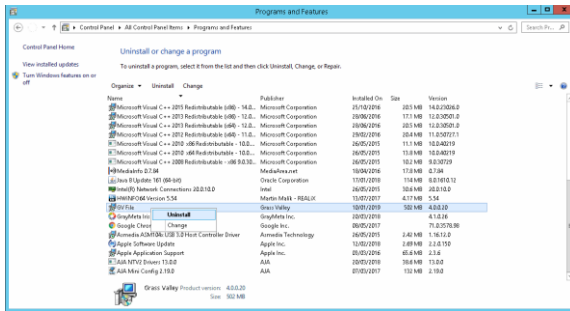 Programs and Features
Control Panel ▸ All Control Panel Items ▸ Programs and Features
Search Pr...
Control Panel Home
View installed updates
Turn Windows features on or off
Uninstall or change a program
To uninstall a program, select it from the list and then click Uninstall, Change, or Repair.
Organize Uninstall Change
Name Publisher Installed On Size Version
Microsoft Visual C++ 2015 Redistributable (x86) - 14.0... Microsoft Corporation 25/10/2016 20.5 MB 14.0.23026.0
Microsoft Visual C++ 2013 Redistributable (x86) - 12.0... Microsoft Corporation 20/06/2016 17.1 MB 12.0.30501.0
Microsoft Visual C++ 2013 Redistributable (x64) - 12.0... Microsoft Corporation 20/06/2016 20.5 MB 12.0.30501.0
Microsoft Visual C++ 2012 Redistributable (x64) - 11.0... Microsoft Corporation 29/02/2016 20.4 MB 11.0.50727.1
Microsoft Visual C++ 2010 x86 Redistributable - 10.0... Microsoft Corporation 26/05/2015 11.1 MB 10.0.40219
Microsoft Visual C++ 2010 x64 Redistributable - 10.0... Microsoft Corporation 26/05/2015 13.8 MB 10.0.40219
Microsoft Visual C++ 2008 Redistributable - x86 9.0.30... Microsoft Corporation 26/05/2015 10.2 MB 9.0.30729
MediaInfo 0.7.84 MediaArea.net 18/04/2016 17.8 MB 0.7.84
Java 8 Update 161 (64-bit) Oracle Corporation 17/01/2018 114 MB 8.0.1610.12
Intel(R) Network Connections 20.0.10.0 Intel 26/05/2015 30.6 MB 20.0.10.0
HWiNFO64 Version 5.54 Martin Malik - REALiX 13/07/2017 4.17 MB 5.54
GV File Grass Valley 10/01/2019 502 MB 4.0.0.20
GrayMeta Iris GrayMeta Inc. 20/03/2018 4.1.0.26
Google Chrome Google Inc. 08/05/2017 71.0.3578.98
Asmedia ASM104x USB 3.0 Host Controller Driver Asmedia Technology 26/05/2015 2.42 MB 1.16.12.0
Apple Software Update Apple Inc. 12/02/2018 2.69 MB 2.2.0.150
Apple Application Support Apple Inc. 01/03/2016 65.6 MB 2.3.6
AJA NTV2 Drivers 13.0.0 AJA 20/03/2018 38.6 MB 13.0.0
AJA Mini Config 2.19.0 AJA 07/03/2017 132 MB 2.19.0
Uninstall
Change
Grass Valley Product version: 4.0.0.20
Size: 502 MB